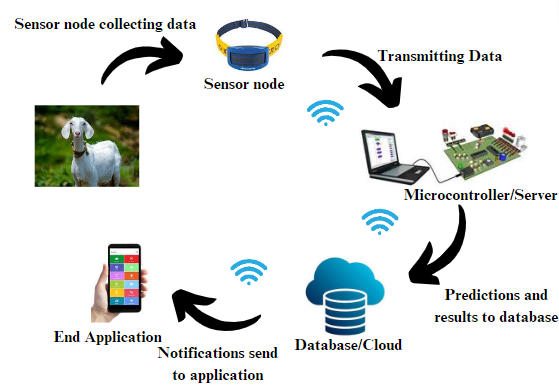 Sensor node collecting data
Sensor node
Transmitting Data
Microcontroller/Server
Predictions and
results to database
Database/Cloud
Notifications send
to application
End Application